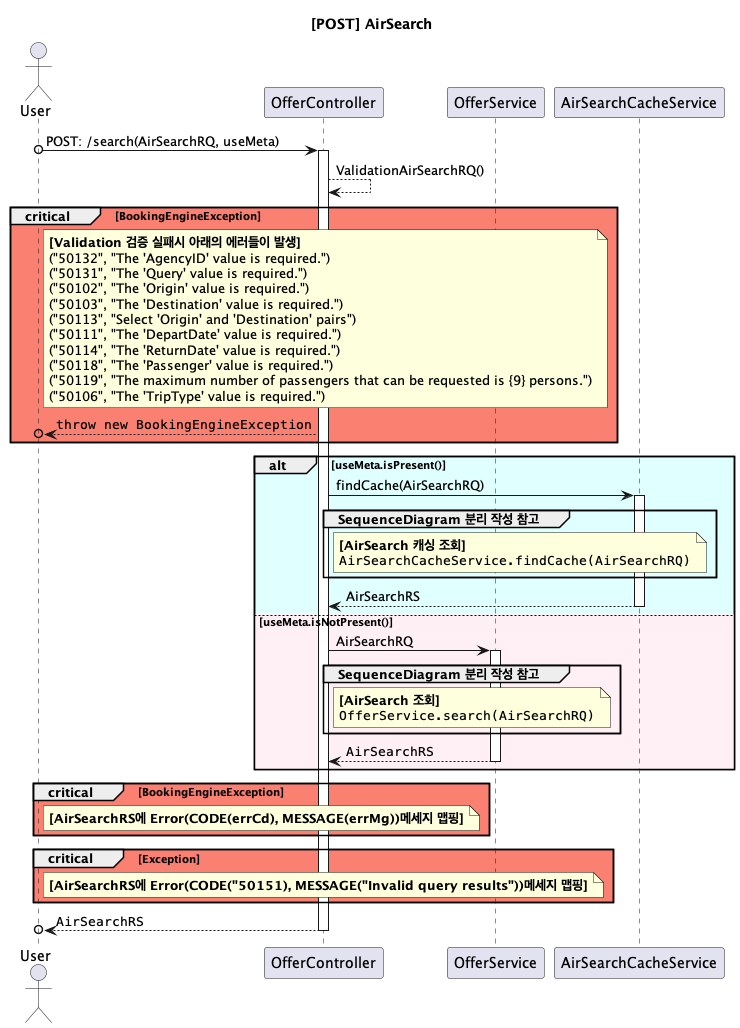 [POST] AirSearch
User
OfferController
OfferService
AirSearchCacheService
POST: /search(AirSearchRQ, useMeta)
ValidationAirSearchRQ()
critical
[BookingEngineException]
[Validation 검증 실패시 아래의 에러들이 발생]
("50132", "The 'AgencyID' value is required.")
("50131", "The 'Query' value is required.")
("50102", "The 'Origin' value is required.")
("50103", "The 'Destination' value is required.")
("50113", "Select 'Origin' and 'Destination' pairs")
("50111", "The 'DepartDate' value is required.")
("50114", "The 'ReturnDate' value is required.")
("50118", "The 'Passenger' value is required.")
("50119", "The maximum number of passengers that can be requested is {9} persons.")
("50106", "The 'TripType' value is required.")
throw new BookingEngineException
alt
[useMeta.isPresent()]
findCache(AirSearchRQ)
SequenceDiagram 분리 작성 참고
[AirSearch 캐싱 조회]
AirSearchCacheService.findCache(AirSearchRQ)
AirSearchRS
[useMeta.isNotPresent()]
AirSearchRQ
SequenceDiagram 분리 작성 참고
[AirSearch 조회]
OfferService.search(AirSearchRQ)
AirSearchRS
critical
[BookingEngineException]
[AirSearchRS에 Error(CODE(errCd), MESSAGE(errMg))메세지 맵핑]
critical
[Exception]
[AirSearchRS에 Error(CODE("50151), MESSAGE("Invalid query results"))메세지 맵핑]
AirSearchRS
User
OfferController
OfferService
AirSearchCacheService